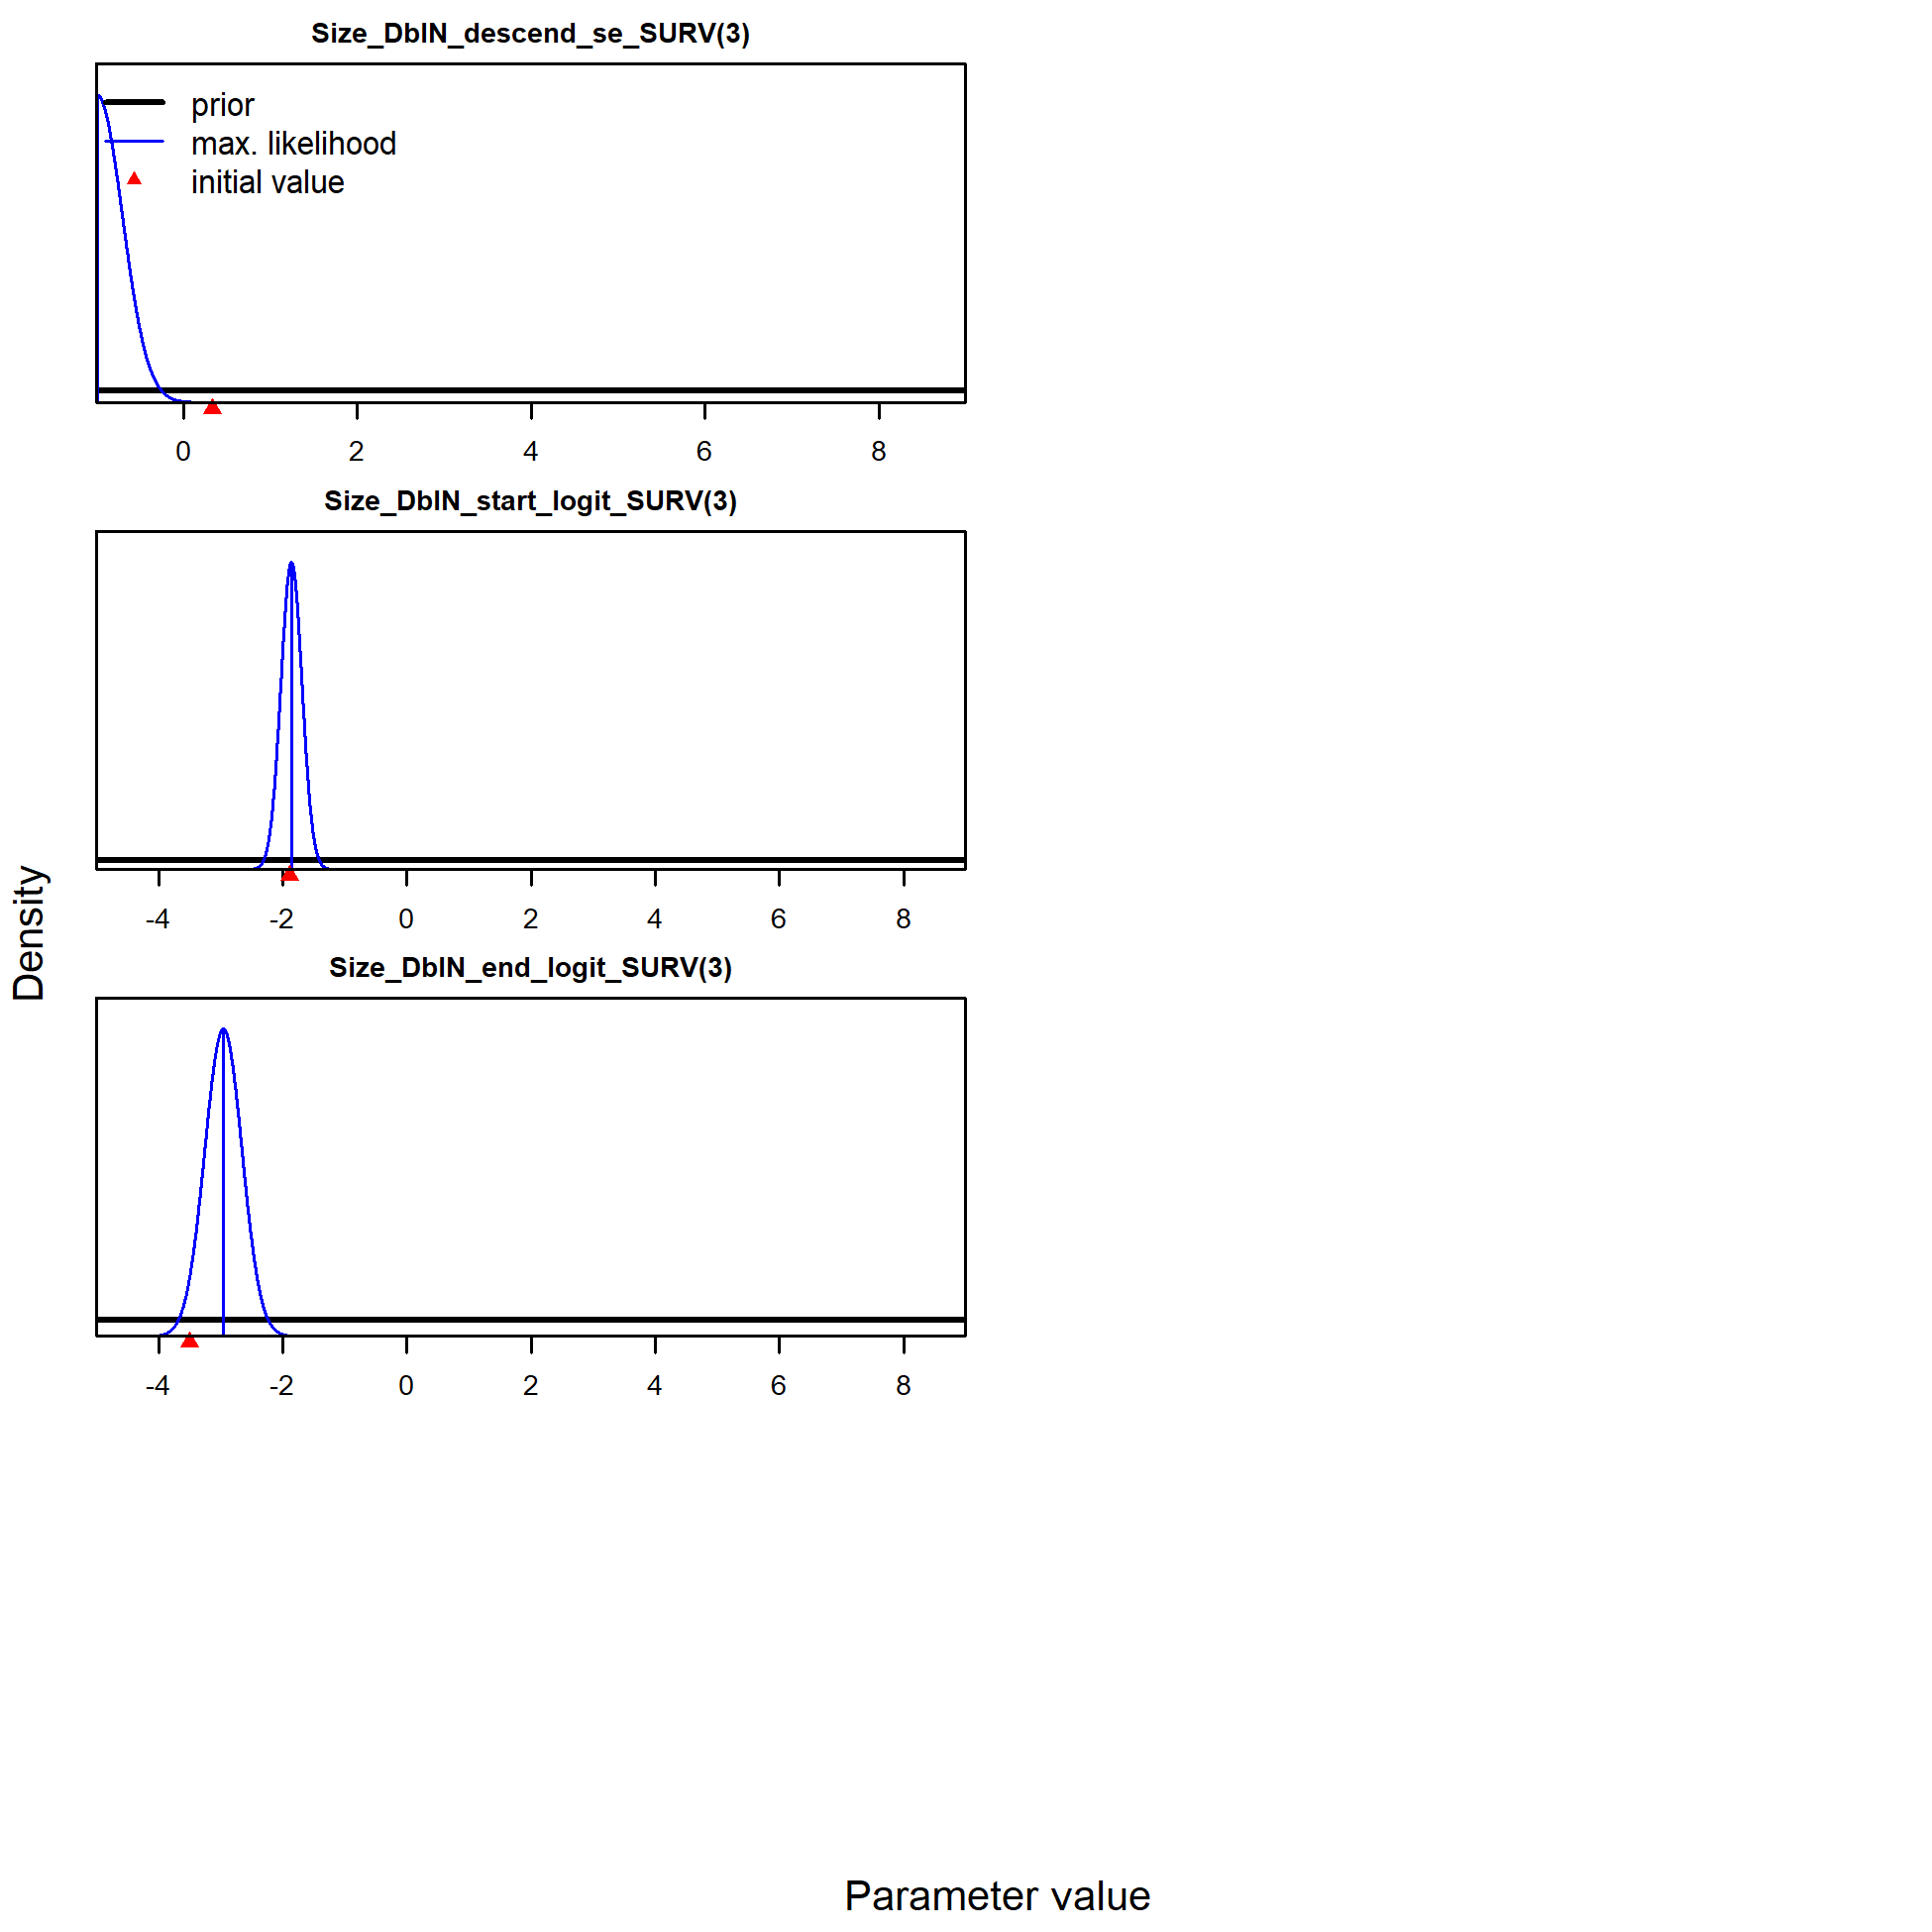 Size_DblN_descend_se_SURV(3)
prior
max. likelihood
initial value
0 2 4 6 8
Size_DblN_start_logit_SURV(3)
-4 -2 0 2 4 6 8
Size_DblN_end_logit_SURV(3)
-4 -2 0 2 4 6 8
Density
Parameter value